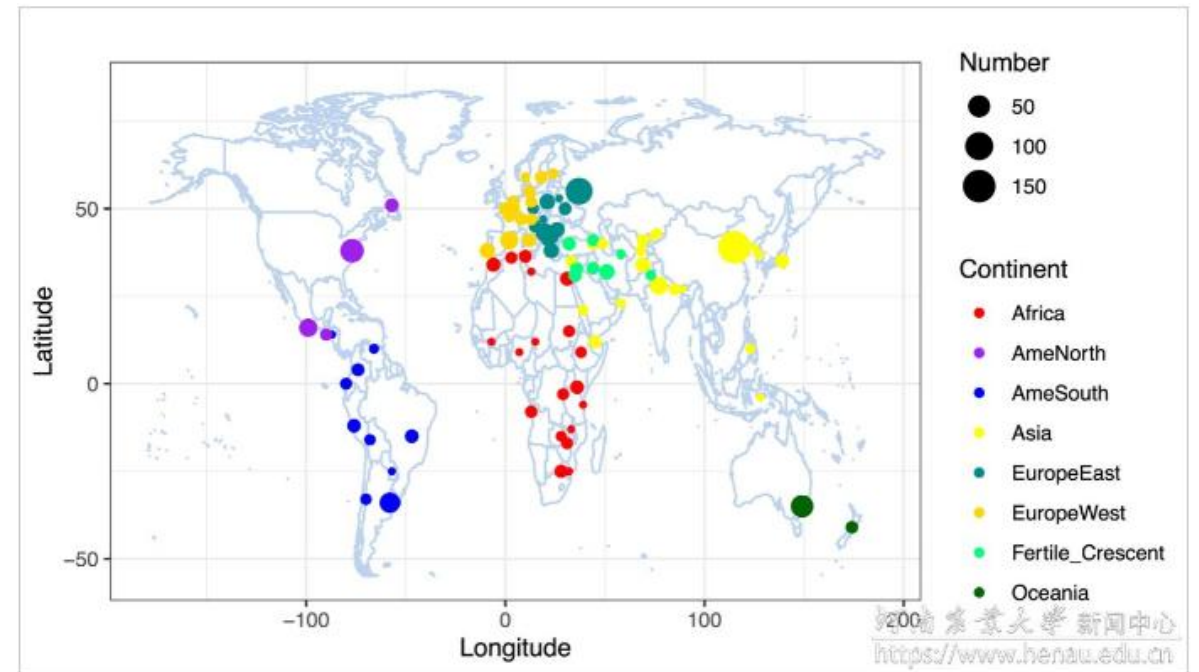 Number
50
100
150
Continent
Africa
AmeNorth
AmeSouth
Asia
EuropeEast
EuropeWest
Fertile_Crescent
Oceania
Latitude
50
0
−50
−100
0
100
200
Longitude
河南农业大学 新闻中心
https://www.henau.edu.cn